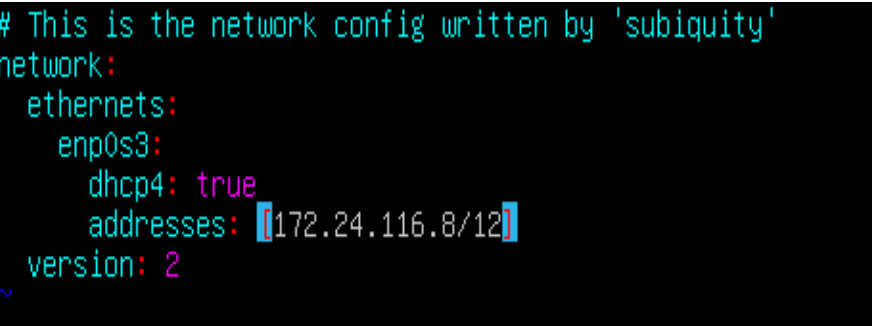 # This is the network config written by 'subiquity'
network:
  ethernets:
    enp0s3:
      dhcp4: true
      addresses: [172.24.116.8/12]
  version: 2
~